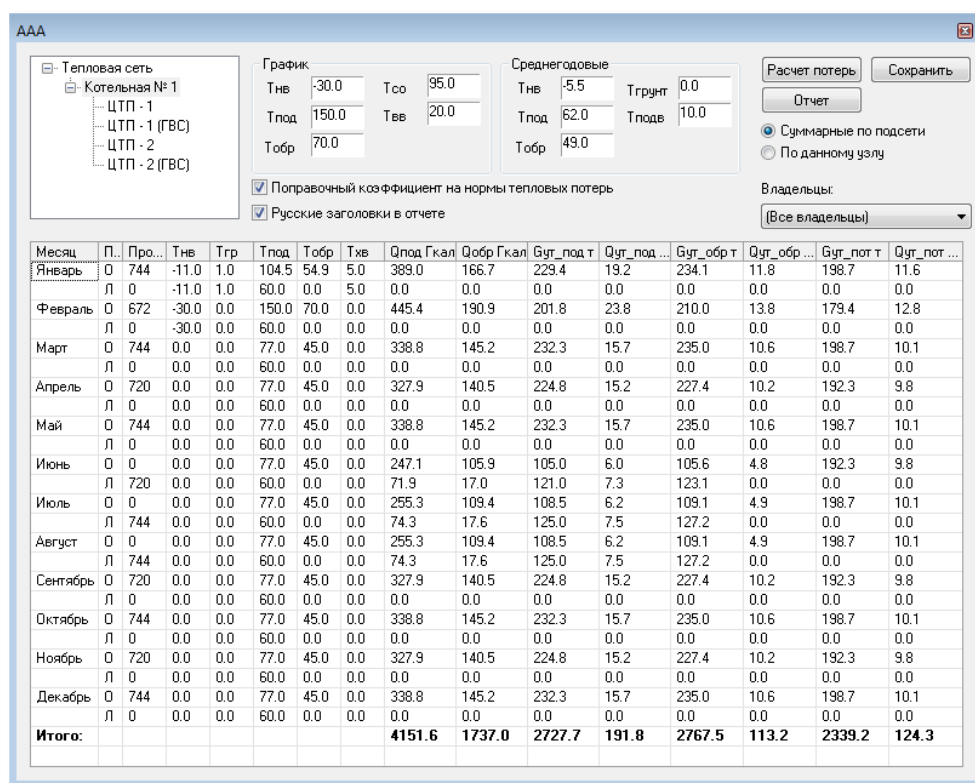 AAA
Тепловая сеть
Котельная № 1
ЦТП - 1
ЦТП - 1 (ГВС)
ЦТП - 2
ЦТП - 2 (ГВС)
График
Тнв -30.0 Тсо 95.0
Тпод 150.0 Твв 20.0
Тобр 70.0
Среднегодовые
Тнв -5.5 Тгрунт 0.0
Тпод 62.0 Тподв 10.0
Тобр 49.0
Расчет потерь Сохранить
Отчет
Суммарные по подсети
По данному узлу
Поправочный коэффициент на нормы тепловых потерь
Русские заголовки в отчете
Владельцы:
(Все владельцы)
Месяц П.. Про... Тнв Тгр Тпод Тобр Тхв Qпод Гкал Qобр Гкал Gут_под т Qут_под ... Gут_обр т Qут_обр ... Gут_пот т Qут_пот ...
Январь О 744 -11.0 1.0 104.5 54.9 5.0 389.0 166.7 229.4 19.2 234.1 11.8 198.7 11.6
Л 0 -11.0 1.0 60.0 0.0 5.0 0.0 0.0 0.0 0.0 0.0 0.0 0.0 0.0
Февраль О 672 -30.0 0.0 150.0 70.0 0.0 445.4 190.9 201.8 23.8 210.0 13.8 179.4 12.8
Л 0 -30.0 0.0 60.0 0.0 0.0 0.0 0.0 0.0 0.0 0.0 0.0 0.0 0.0
Март О 744 0.0 0.0 77.0 45.0 0.0 338.8 145.2 232.3 15.7 235.0 10.6 198.7 10.1
Л 0 0.0 0.0 60.0 0.0 0.0 0.0 0.0 0.0 0.0 0.0 0.0 0.0 0.0
Апрель О 720 0.0 0.0 77.0 45.0 0.0 327.9 140.5 224.8 15.2 227.4 10.2 192.3 9.8
Л 0 0.0 0.0 60.0 0.0 0.0 0.0 0.0 0.0 0.0 0.0 0.0 0.0 0.0
Май О 744 0.0 0.0 77.0 45.0 0.0 338.8 145.2 232.3 15.7 235.0 10.6 198.7 10.1
Л 0 0.0 0.0 60.0 0.0 0.0 0.0 0.0 0.0 0.0 0.0 0.0 0.0 0.0
Июнь О 0 0.0 0.0 77.0 45.0 0.0 247.1 105.9 105.0 6.0 105.6 4.8 192.3 9.8
Л 720 0.0 0.0 60.0 0.0 0.0 71.9 17.0 121.0 7.3 123.1 0.0 0.0 0.0
Июль О 0 0.0 0.0 77.0 45.0 0.0 255.3 109.4 108.5 6.2 109.1 4.9 198.7 10.1
Л 744 0.0 0.0 60.0 0.0 0.0 74.3 17.6 125.0 7.5 127.2 0.0 0.0 0.0
Август О 0 0.0 0.0 77.0 45.0 0.0 255.3 109.4 108.5 6.2 109.1 4.9 198.7 10.1
Л 744 0.0 0.0 60.0 0.0 0.0 74.3 17.6 125.0 7.5 127.2 0.0 0.0 0.0
Сентябрь О 720 0.0 0.0 77.0 45.0 0.0 327.9 140.5 224.8 15.2 227.4 10.2 192.3 9.8
Л 0 0.0 0.0 60.0 0.0 0.0 0.0 0.0 0.0 0.0 0.0 0.0 0.0 0.0
Октябрь О 744 0.0 0.0 77.0 45.0 0.0 338.8 145.2 232.3 15.7 235.0 10.6 198.7 10.1
Л 0 0.0 0.0 60.0 0.0 0.0 0.0 0.0 0.0 0.0 0.0 0.0 0.0 0.0
Ноябрь О 720 0.0 0.0 77.0 45.0 0.0 327.9 140.5 224.8 15.2 227.4 10.2 192.3 9.8
Л 0 0.0 0.0 60.0 0.0 0.0 0.0 0.0 0.0 0.0 0.0 0.0 0.0 0.0
Декабрь О 744 0.0 0.0 77.0 45.0 0.0 338.8 145.2 232.3 15.7 235.0 10.6 198.7 10.1
Л 0 0.0 0.0 60.0 0.0 0.0 0.0 0.0 0.0 0.0 0.0 0.0 0.0 0.0
Итого: 4151.6 1737.0 2727.7 191.8 2767.5 113.2 2339.2 124.3